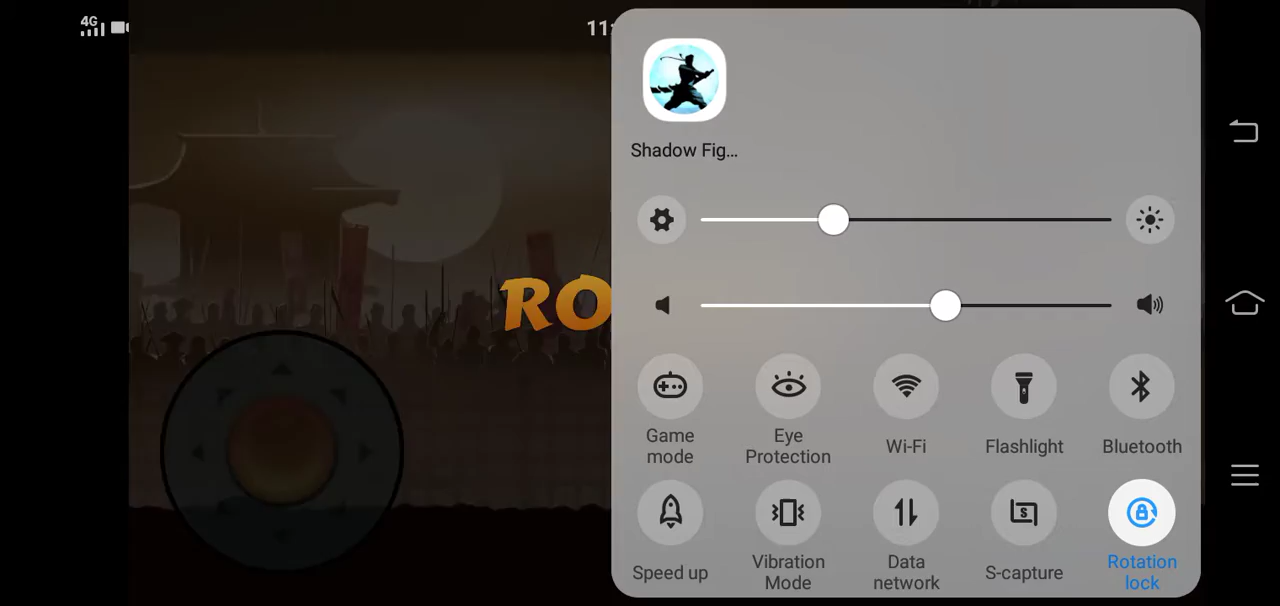 4G
11:
Shadow Fig...
RO
Game
mode
Eye
Protection
Wi-Fi
Flashlight
Bluetooth
Speed up
Vibration
Mode
Data
network
S-capture
Rotation
lock